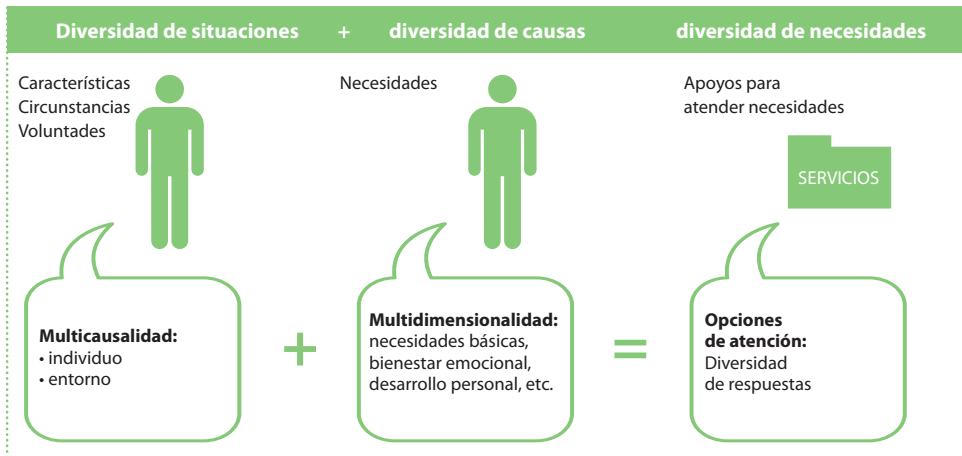 Diversidad de situaciones + diversidad de causas diversidad de necesidades
Características
Circunstancias
Voluntades
Necesidades
Apoyos para
atender necesidades
SERVICIOS
Multicausalidad:
• individuo
• entorno
+
Multidimensionalidad:
necesidades básicas,
bienestar emocional,
desarrollo personal, etc.
=
Opciones
de atención:
Diversidad
de respuestas